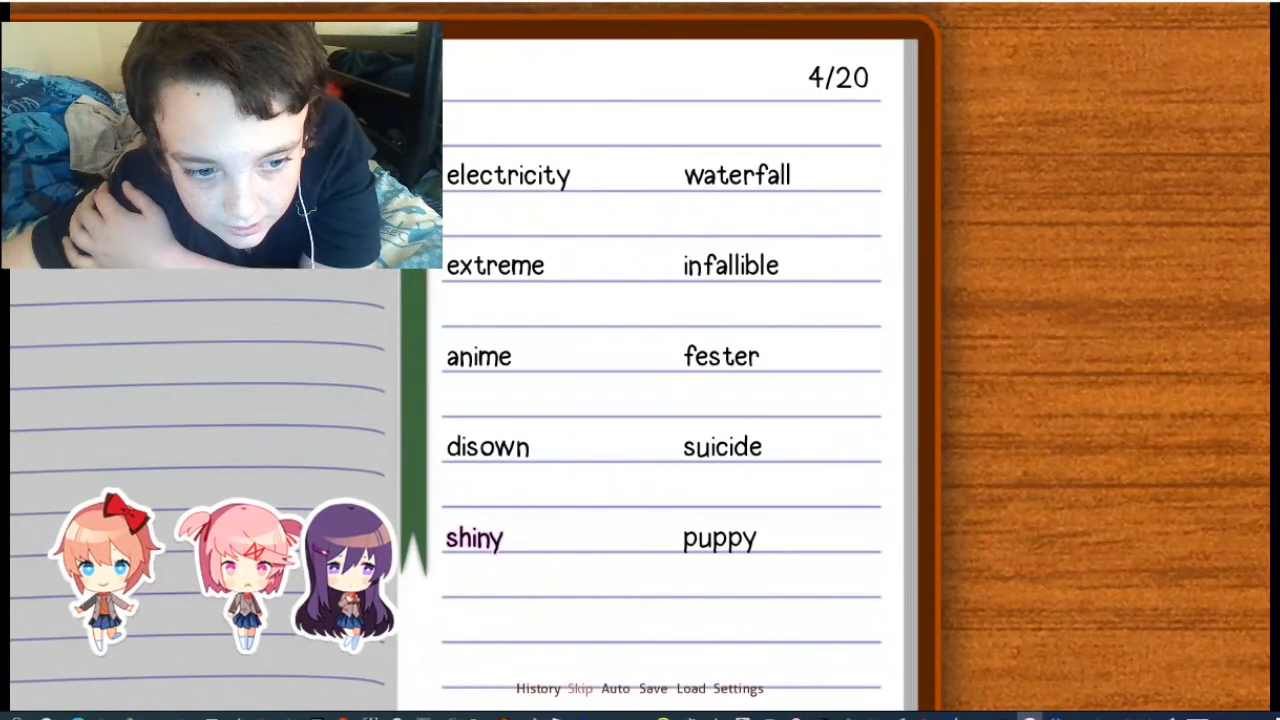 4/20
electricity waterfall
extreme infallible
anime fester
disown suicide
shiny puppy
History Skip Auto Save Load Settings